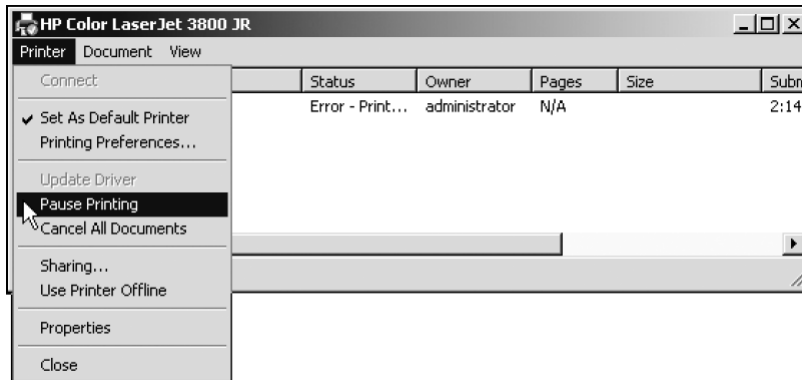 HP Color LaserJet 3800 JR
Printer Document View
Connect
Status Owner Pages Size Subm
Error - Print... administrator N/A 2:14
Set As Default Printer
Printing Preferences...
Update Driver
Pause Printing
Cancel All Documents
Sharing...
Use Printer Offline
Properties
Close